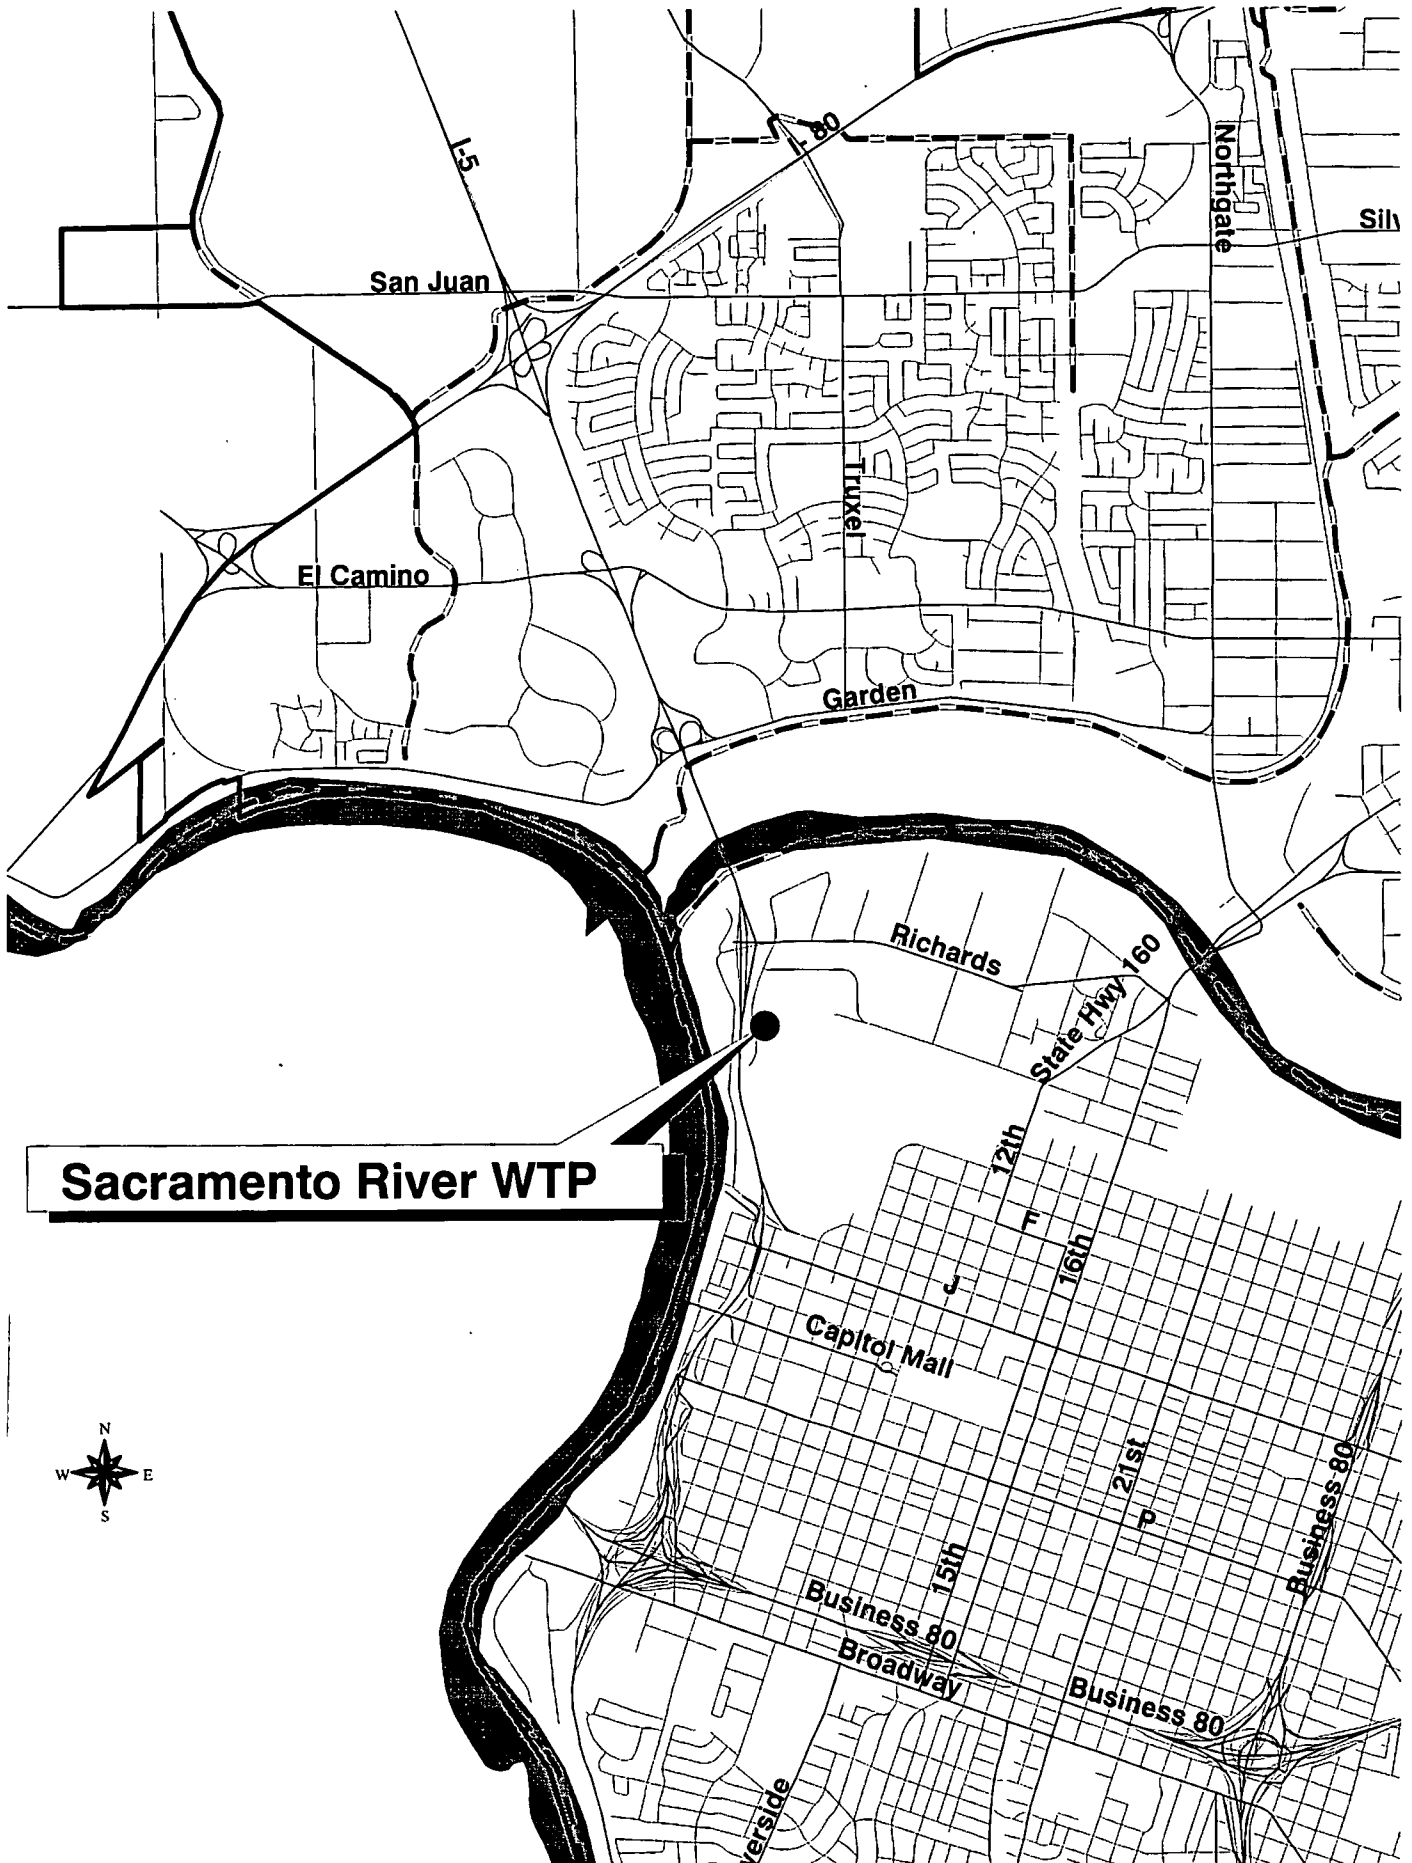 I-5
80
Northgate
Silv
San Juan
Truxel
El Camino
Garden
Richards
State Hwy 160
Sacramento River WTP
12th
F
16th
J
Capitol Mall
N
W E
S
21st
P
Business 80
15th
Business 80
Broadway
Business 80
verside